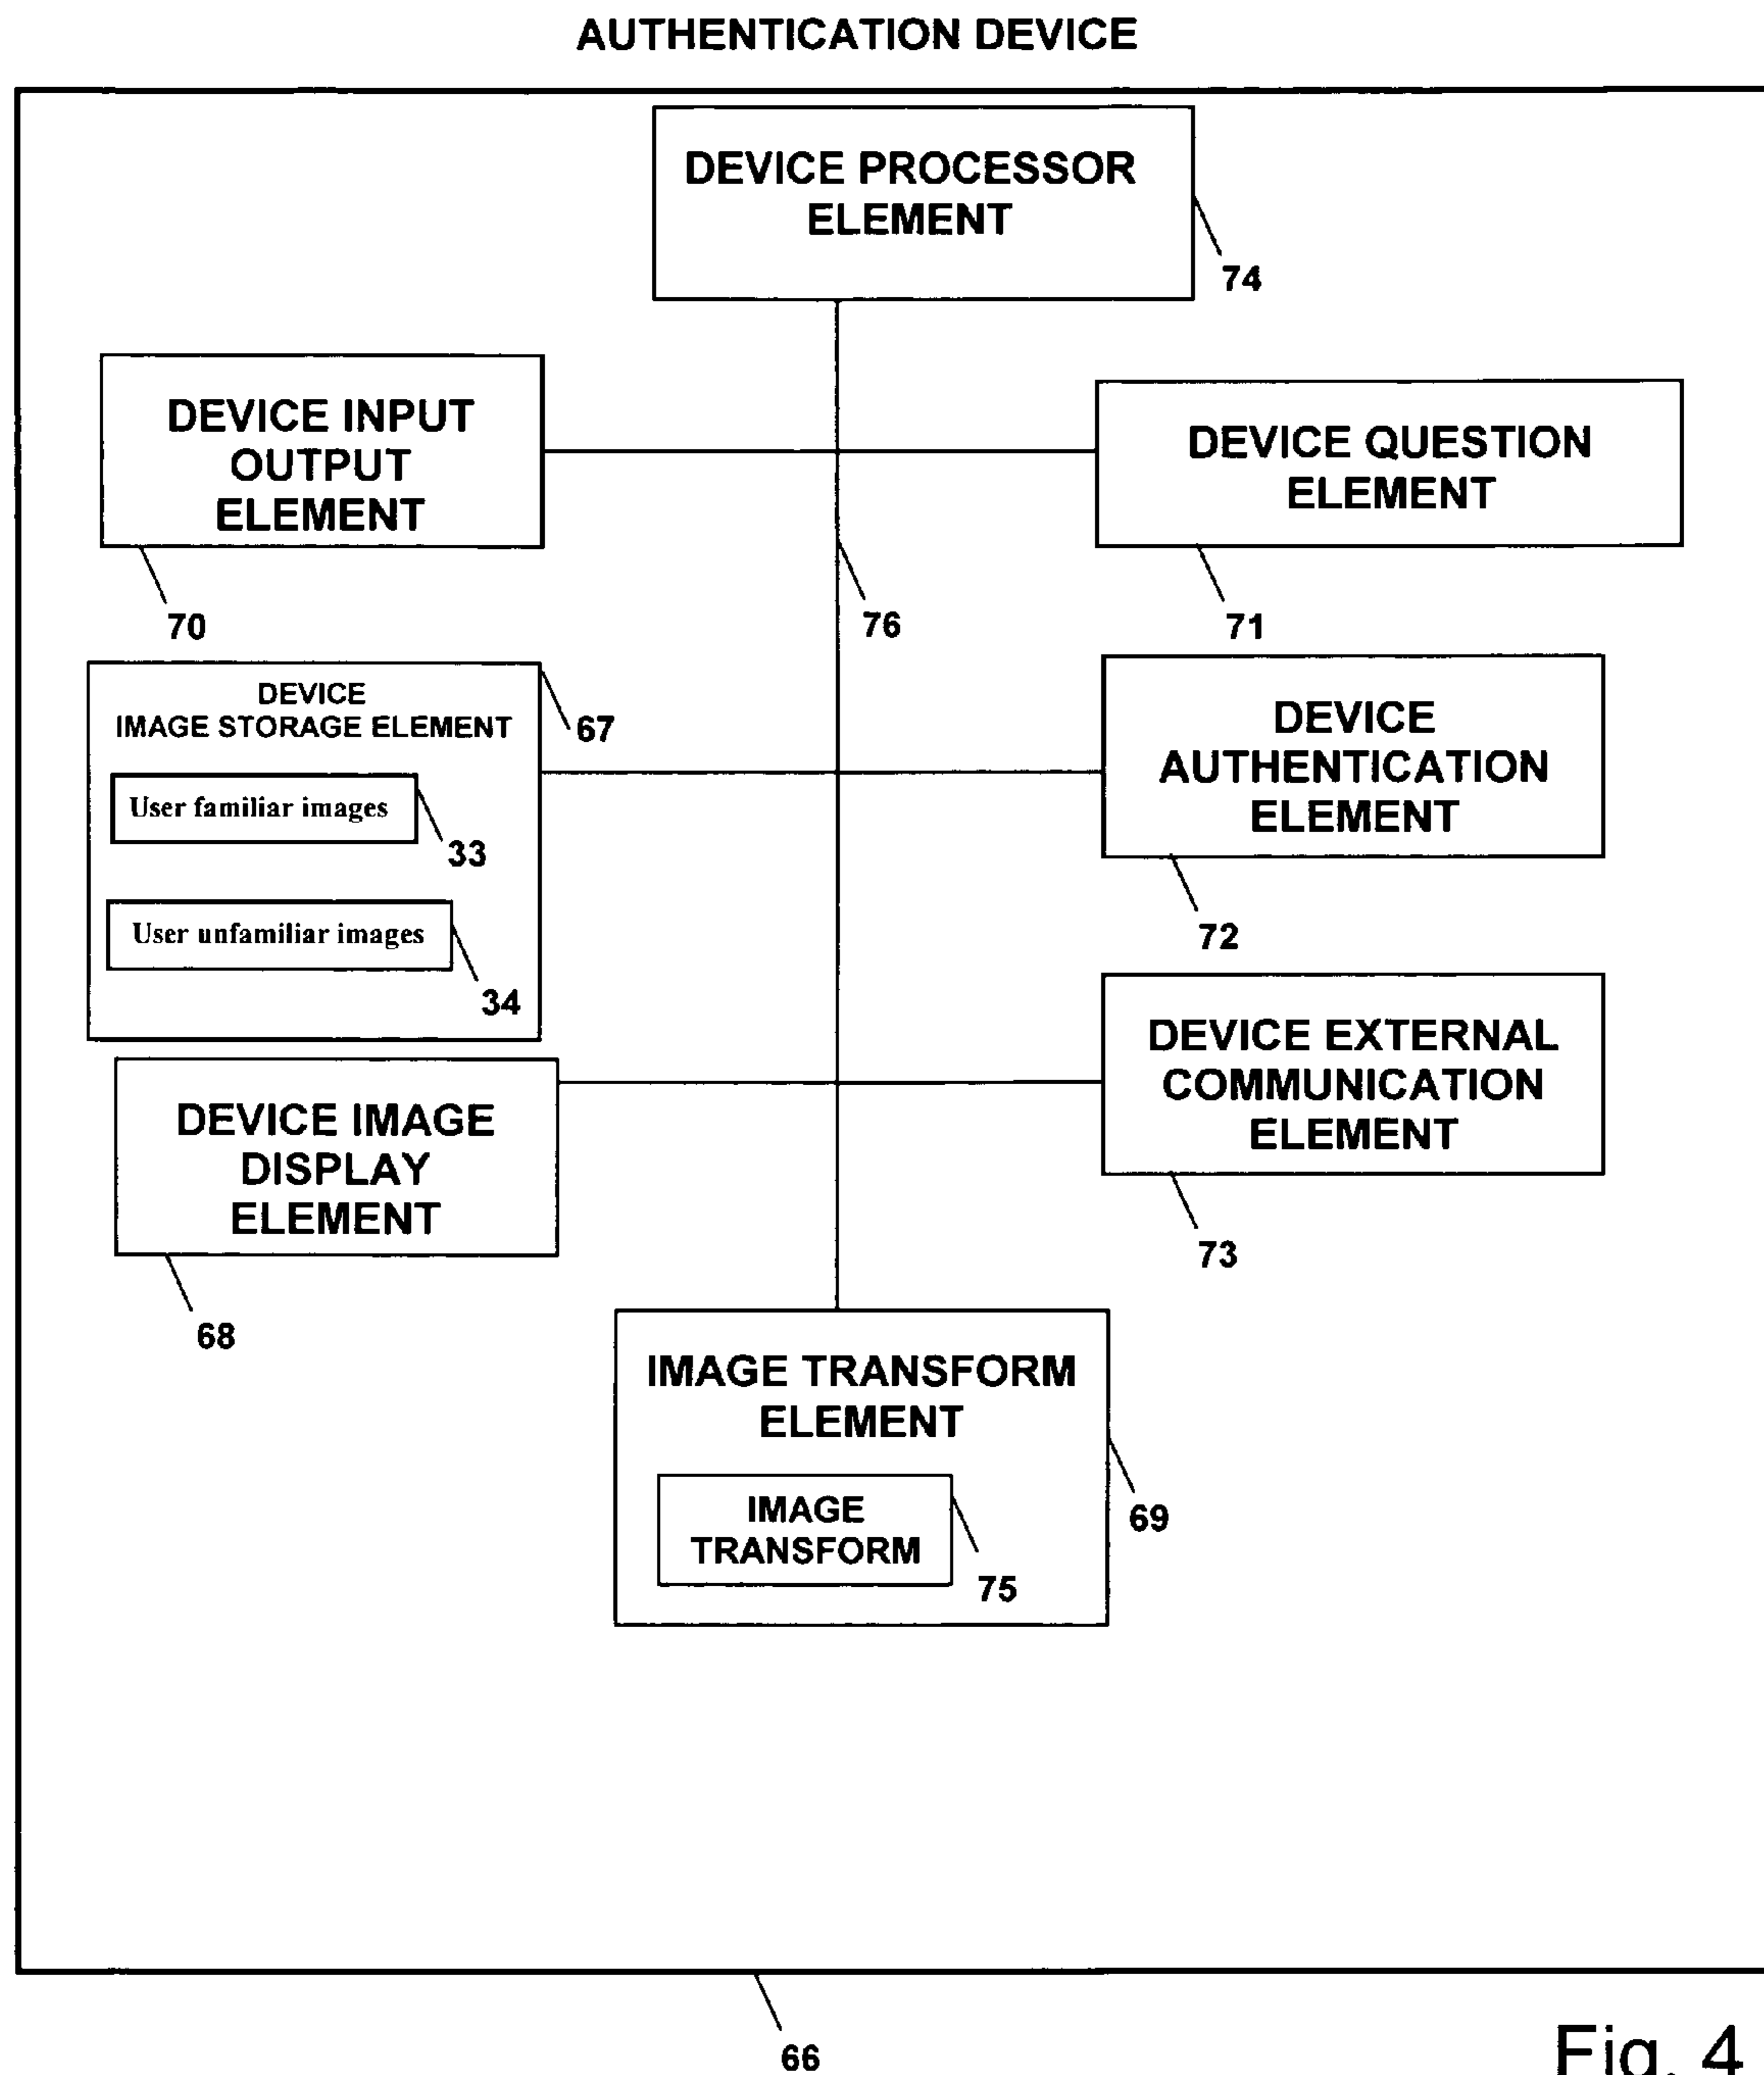 AUTHENTICATION DEVICE
DEVICE PROCESSOR
ELEMENT
74
DEVICE INPUT
OUTPUT
ELEMENT
70
DEVICE QUESTION
ELEMENT
71
76
DEVICE
IMAGE STORAGE ELEMENT
67
User familiar images
33
User unfamiliar images
34
DEVICE
AUTHENTICATION
ELEMENT
72
DEVICE EXTERNAL
COMMUNICATION
ELEMENT
73
DEVICE IMAGE
DISPLAY
ELEMENT
68
IMAGE TRANSFORM
ELEMENT
69
IMAGE
TRANSFORM
75
66
Fig. 4